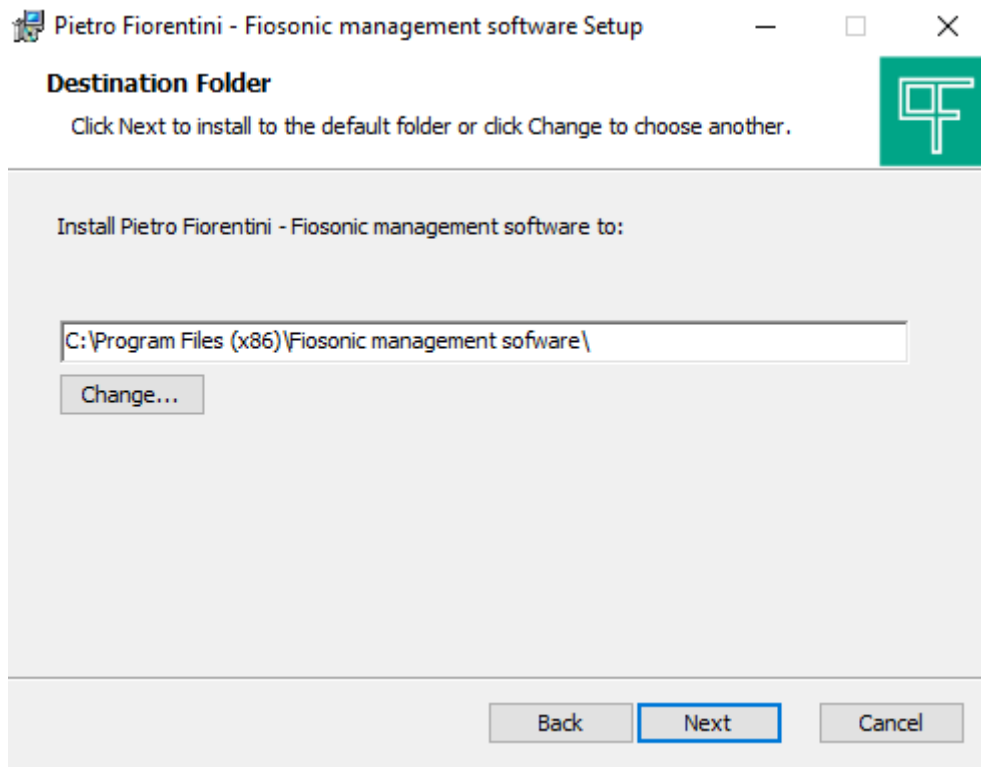 Pietro Fiorentini - Fiosonic management software Setup
Destination Folder
Click Next to install to the default folder or click Change to choose another.
Install Pietro Fiorentini - Fiosonic management software to:
C:\Program Files (x86)\Fiosonic management sofware\
Change...
Back Next Cancel